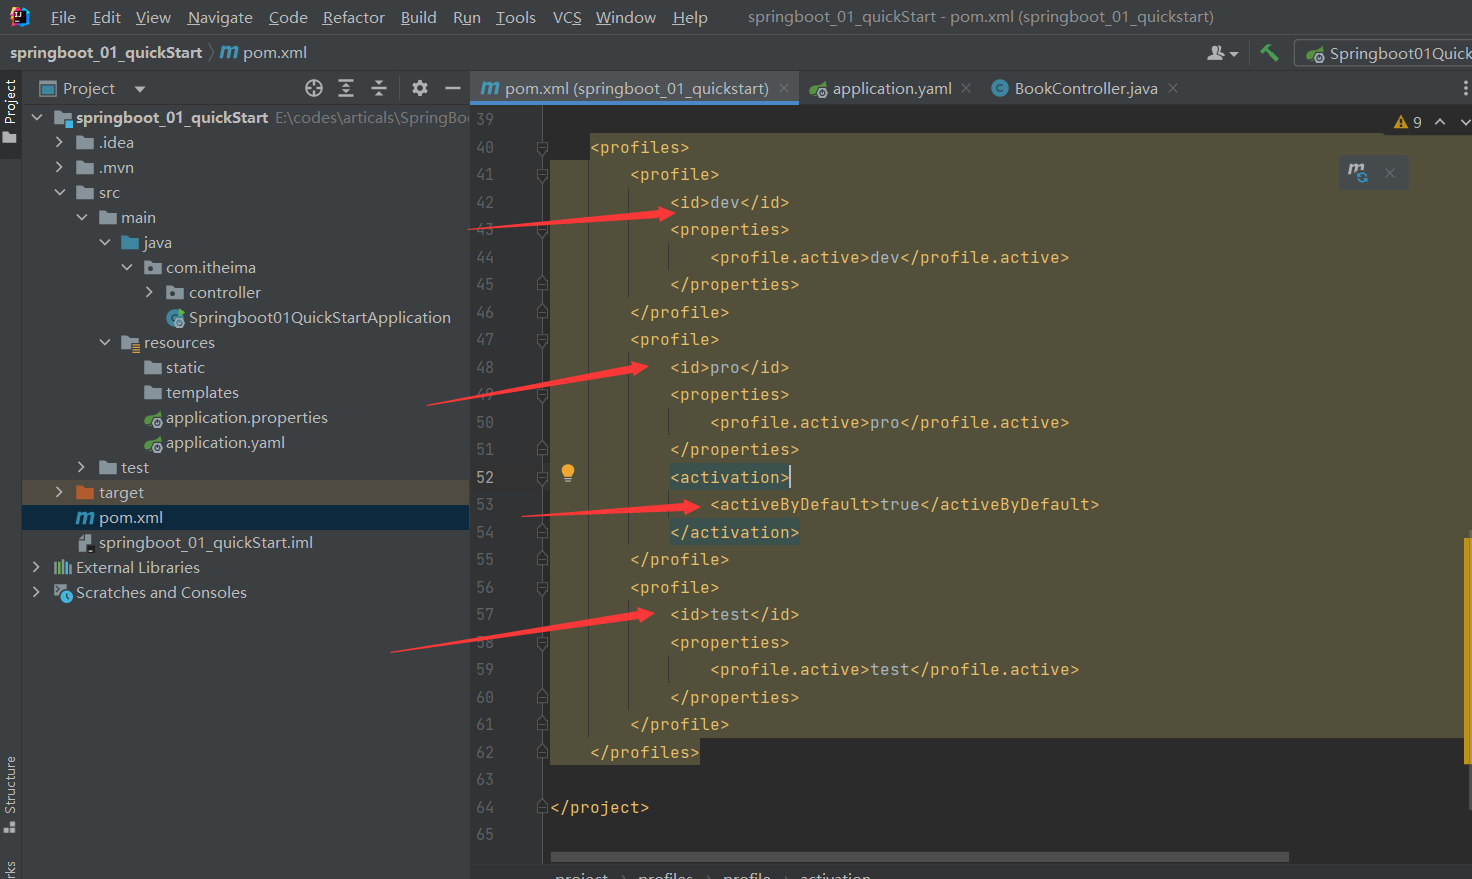 File Edit View Navigate Code Refactor Build Run Tools VCS Window Help springboot_01_quickStart - pom.xml (springboot_01_quickstart)
springboot_01_quickStart pom.xml Springboot01Quick
Project
Project
pom.xml (springboot_01_quickstart) application.yaml BookController.java
springboot_01_quickStart E:\codes\articals\SpringBo
.idea
.mvn
src
main
java
com.itheima
controller
Springboot01QuickStartApplication
resources
static
templates
application.properties
application.yaml
test
target
pom.xml
springboot_01_quickStart.iml
External Libraries
Scratches and Consoles
Structure
9
39
40 <profiles>
41 <profile>
42 <id>dev</id>
43 <properties>
44 <profile.active>dev</profile.active>
45 </properties>
46 </profile>
47 <profile>
48 <id>pro</id>
49 <properties>
50 <profile.active>pro</profile.active>
51 </properties>
52 <activation>
53 <activeByDefault>true</activeByDefault>
54 </activation>
55 </profile>
56 <profile>
57 <id>test</id>
58 <properties>
59 <profile.active>test</profile.active>
60 </properties>
61 </profile>
62 </profiles>
63
64 </project>
65
project profiles profile activation